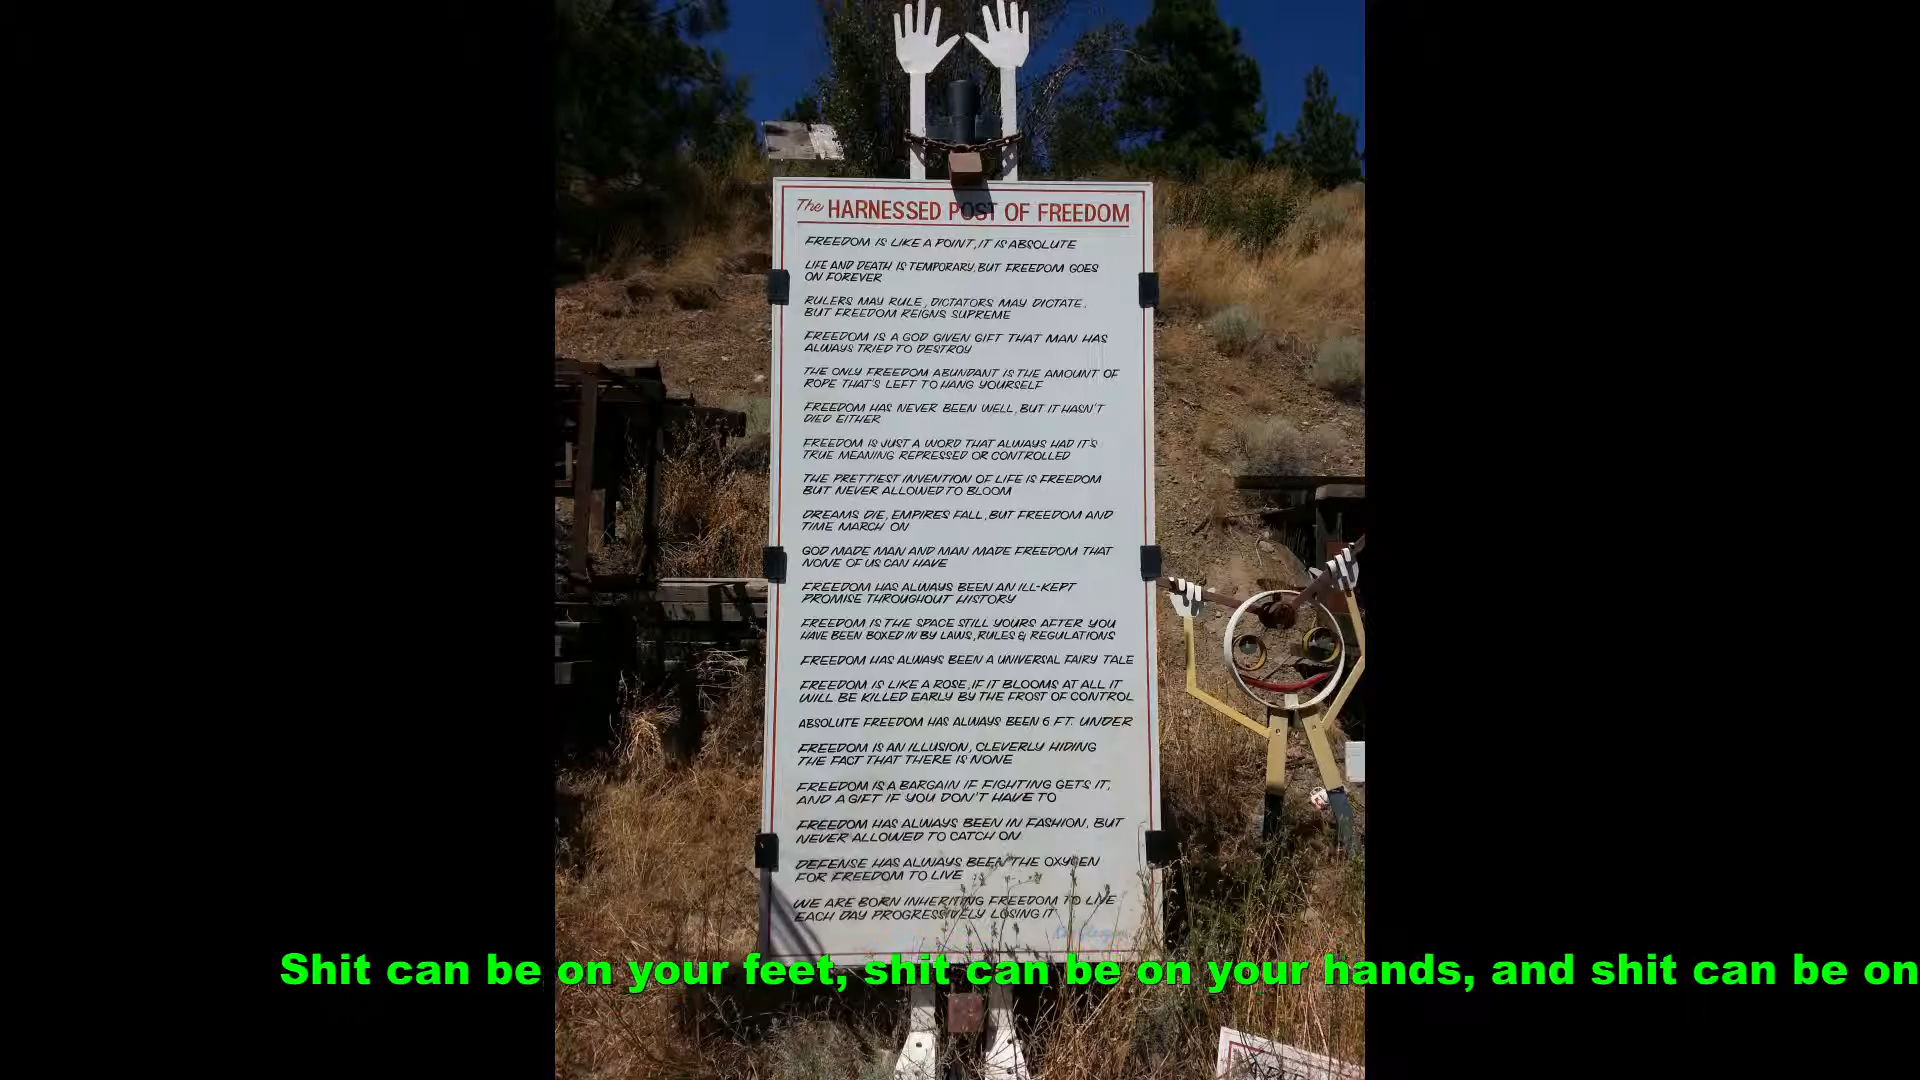 The HARNESSED POST OF FREEDOM
FREEDOM IS LIKE A POINT, IT IS ABSOLUTE
LIFE AND DEATH IS TEMPORARY, BUT FREEDOM GOES
ON FOREVER
RULERS MAY RULE, DICTATORS MAY DICTATE.
BUT FREEDOM REIGNS SUPREME
FREEDOM IS A GOD GIVEN GIFT THAT MAN HAS
ALWAYS TRIED TO DESTROY
THE ONLY FREEDOM ABUNDANT IS THE AMOUNT OF
ROPE THAT'S LEFT TO HANG YOURSELF
FREEDOM HAS NEVER BEEN WELL, BUT IT HASN'T
DIED EITHER
FREEDOM IS JUST A WORD THAT ALWAYS HAD IT'S
TRUE MEANING REPRESSED OR CONTROLLED
THE PRETTIEST INVENTION OF LIFE IS FREEDOM
BUT NEVER ALLOWED TO BLOOM
DREAMS DIE, EMPIRES FALL, BUT FREEDOM AND
TIME MARCH ON
GOD MADE MAN AND MAN MADE FREEDOM THAT
NONE OF US CAN HAVE
FREEDOM HAS ALWAYS BEEN AN ILL-KEPT
PROMISE THROUGHOUT HISTORY
FREEDOM IS THE SPACE STILL YOURS AFTER YOU
HAVE BEEN BOXED IN BY LAWS, RULES & REGULATIONS
FREEDOM HAS ALWAYS BEEN A UNIVERSAL FAIRY TALE
FREEDOM IS LIKE A ROSE, IF IT BLOOMS AT ALL IT
WILL BE KILLED EARLY BY THE FROST OF CONTROL
ABSOLUTE FREEDOM HAS ALWAYS BEEN 6 FT. UNDER
FREEDOM IS AN ILLUSION, CLEVERLY HIDING
THE FACT THAT THERE IS NONE
FREEDOM IS A BARGAIN IF FIGHTING GETS IT,
AND A GIFT IF YOU DON'T HAVE TO
FREEDOM HAS ALWAYS BEEN IN FASHION, BUT
NEVER ALLOWED TO CATCH ON
DEFENSE HAS ALWAYS BEEN THE OXYGEN
FOR FREEDOM TO LIVE
WE ARE BORN INHERITING FREEDOM TO LIVE
EACH DAY PROGRESSIVELY LOSING IT
Shit can be on your feet, shit can be on your hands, and shit can be on